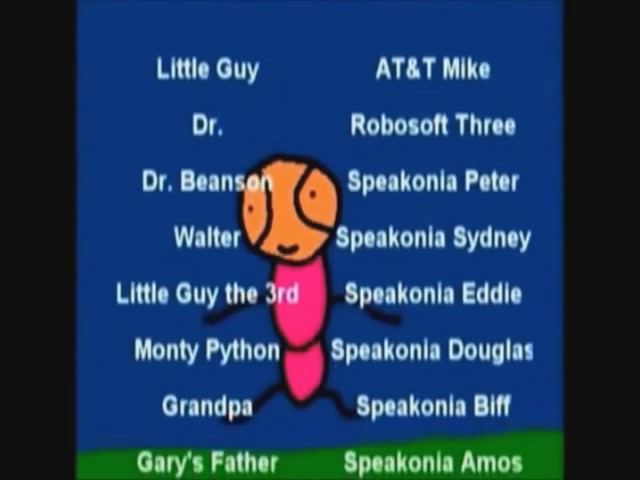 Little Guy AT&T Mike
Dr. Robosoft Three
Dr. Beanson Speakonia Peter
Walter Speakonia Sydney
Little Guy the 3rd Speakonia Eddie
Monty Python Speakonia Douglas
Grandpa Speakonia Biff
Gary's Father Speakonia Amos